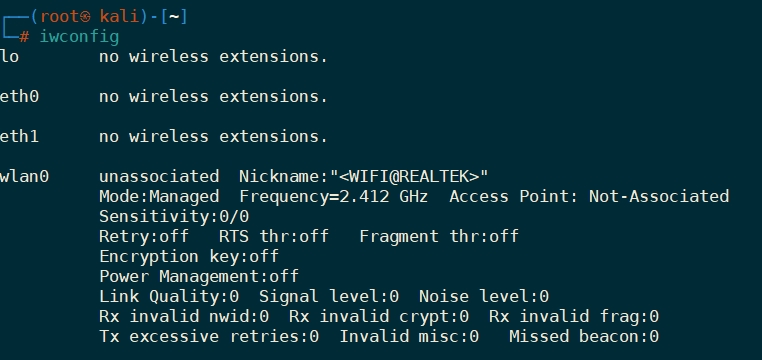 ┌──(root㉿ kali)-[~]
└─# iwconfig
lo        no wireless extensions.
eth0      no wireless extensions.
eth1      no wireless extensions.
wlan0     unassociated  Nickname:"<WIFI@REALTEK>"
          Mode:Managed  Frequency=2.412 GHz  Access Point: Not-Associated
          Sensitivity:0/0
          Retry:off   RTS thr:off   Fragment thr:off
          Encryption key:off
          Power Management:off
          Link Quality:0  Signal level:0  Noise level:0
          Rx invalid nwid:0  Rx invalid crypt:0  Rx invalid frag:0
          Tx excessive retries:0  Invalid misc:0   Missed beacon:0